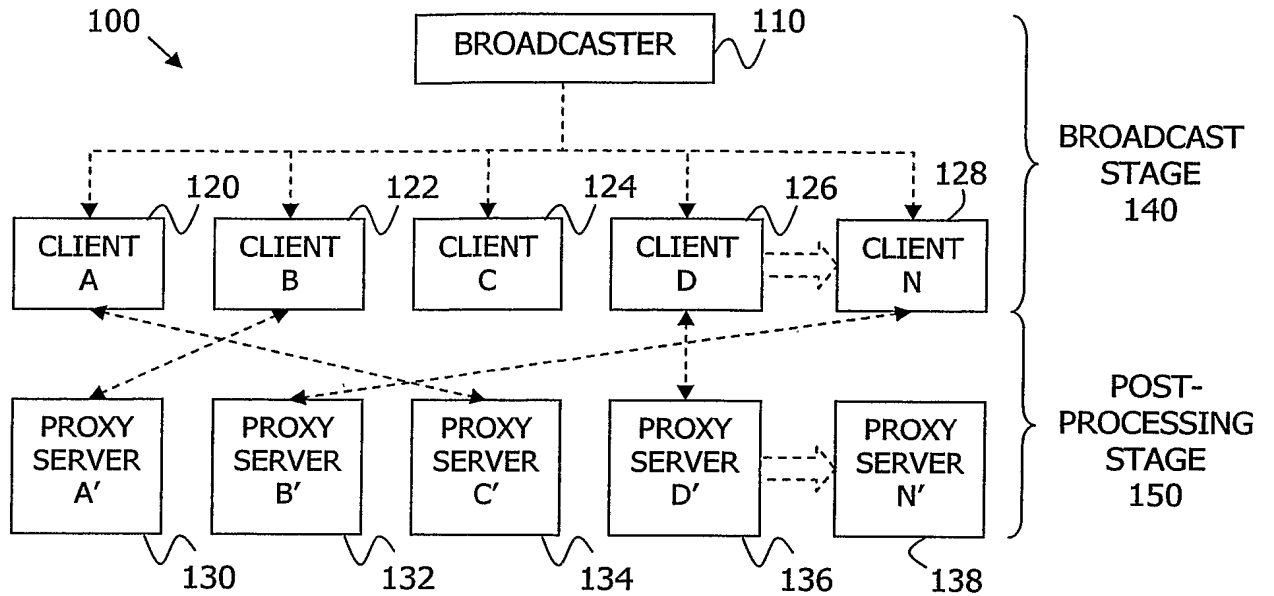 100
BROADCASTER
110
BROADCAST
STAGE
140
120
122
124
126
128
CLIENT
A
CLIENT
B
CLIENT
C
CLIENT
D
CLIENT
N
PROXY
SERVER
A'
PROXY
SERVER
B'
PROXY
SERVER
C'
PROXY
SERVER
D'
PROXY
SERVER
N'
POST-
PROCESSING
STAGE
150
130
132
134
136
138